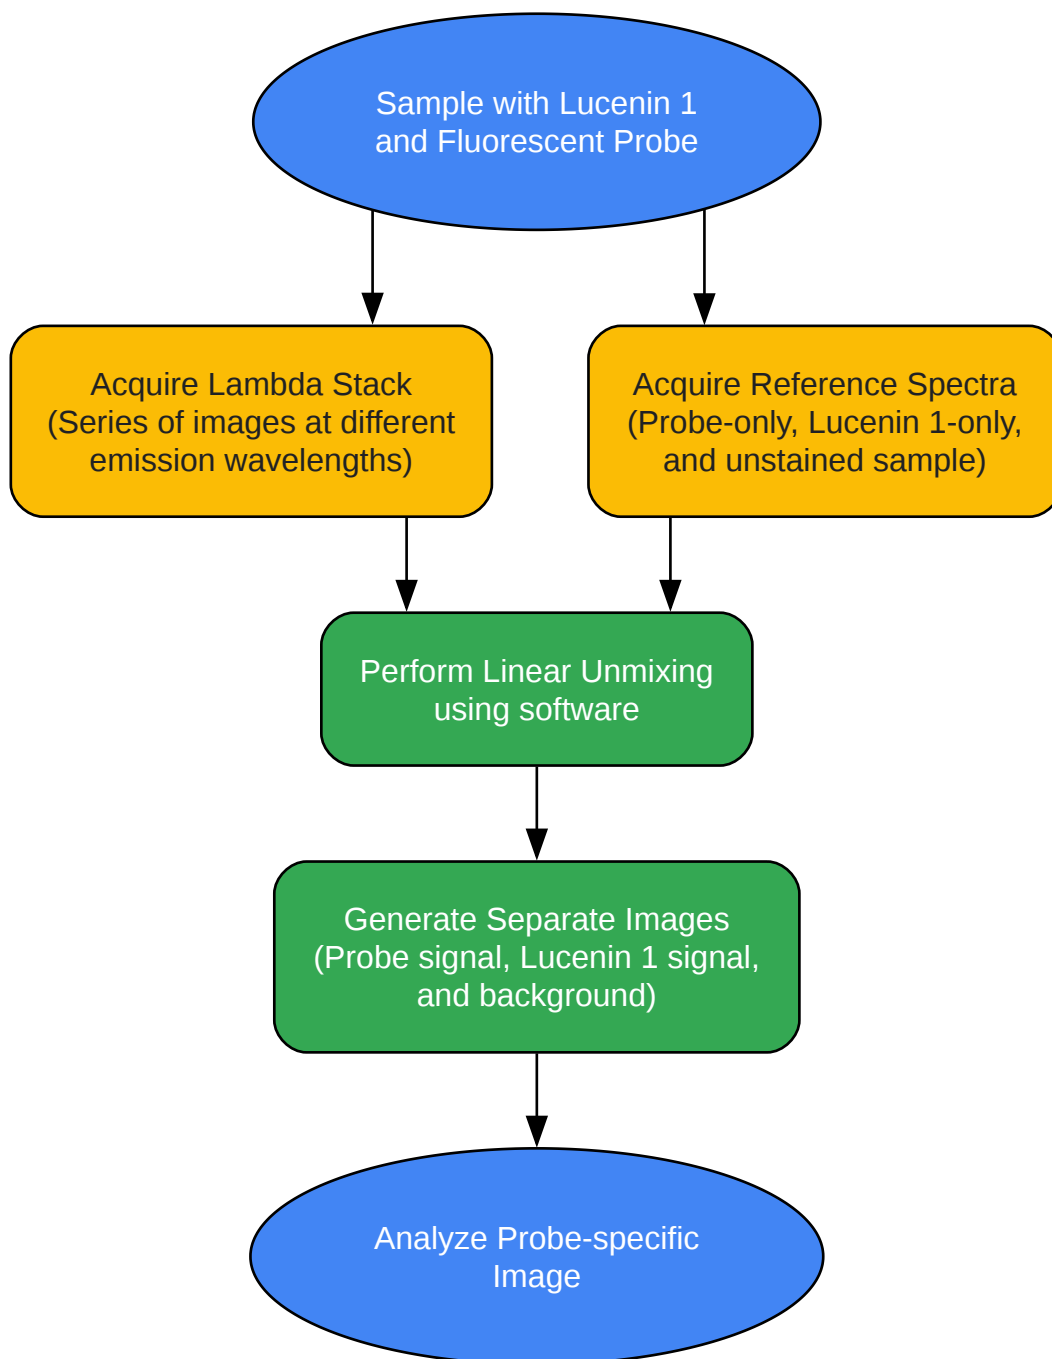 Sample with Lucenin 1
and Fluorescent Probe
Acquire Lambda Stack
(Series of images at different
emission wavelengths)
Acquire Reference Spectra
(Probe-only, Lucenin 1-only,
and unstained sample)
Perform Linear Unmixing
using software
Generate Separate Images
(Probe signal, Lucenin 1 signal,
and background)
Analyze Probe-specific
Image